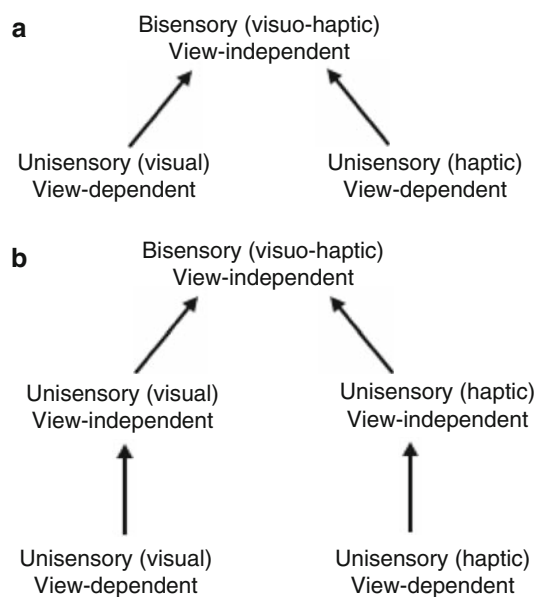 a
Bisensory (visuo-haptic)
View-independent
Unisensory (visual)
View-dependent
Unisensory (haptic)
View-dependent
b
Bisensory (visuo-haptic)
View-independent
Unisensory (visual)
View-independent
Unisensory (haptic)
View-independent
Unisensory (visual)
View-dependent
Unisensory (haptic)
View-dependent